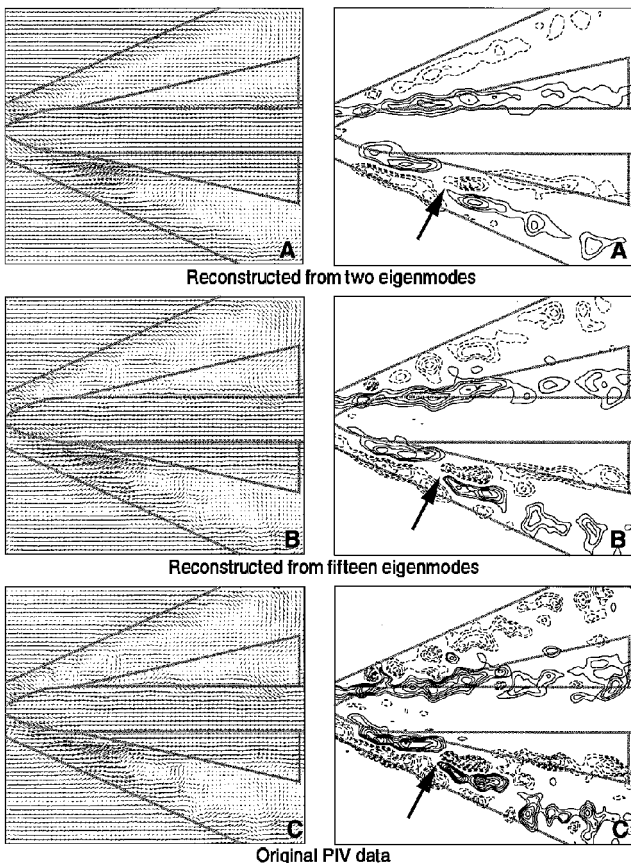 A
A
Reconstructed from two eigenmodes
B
B
Reconstructed from fifteen eigenmodes
C
C
Original PIV data